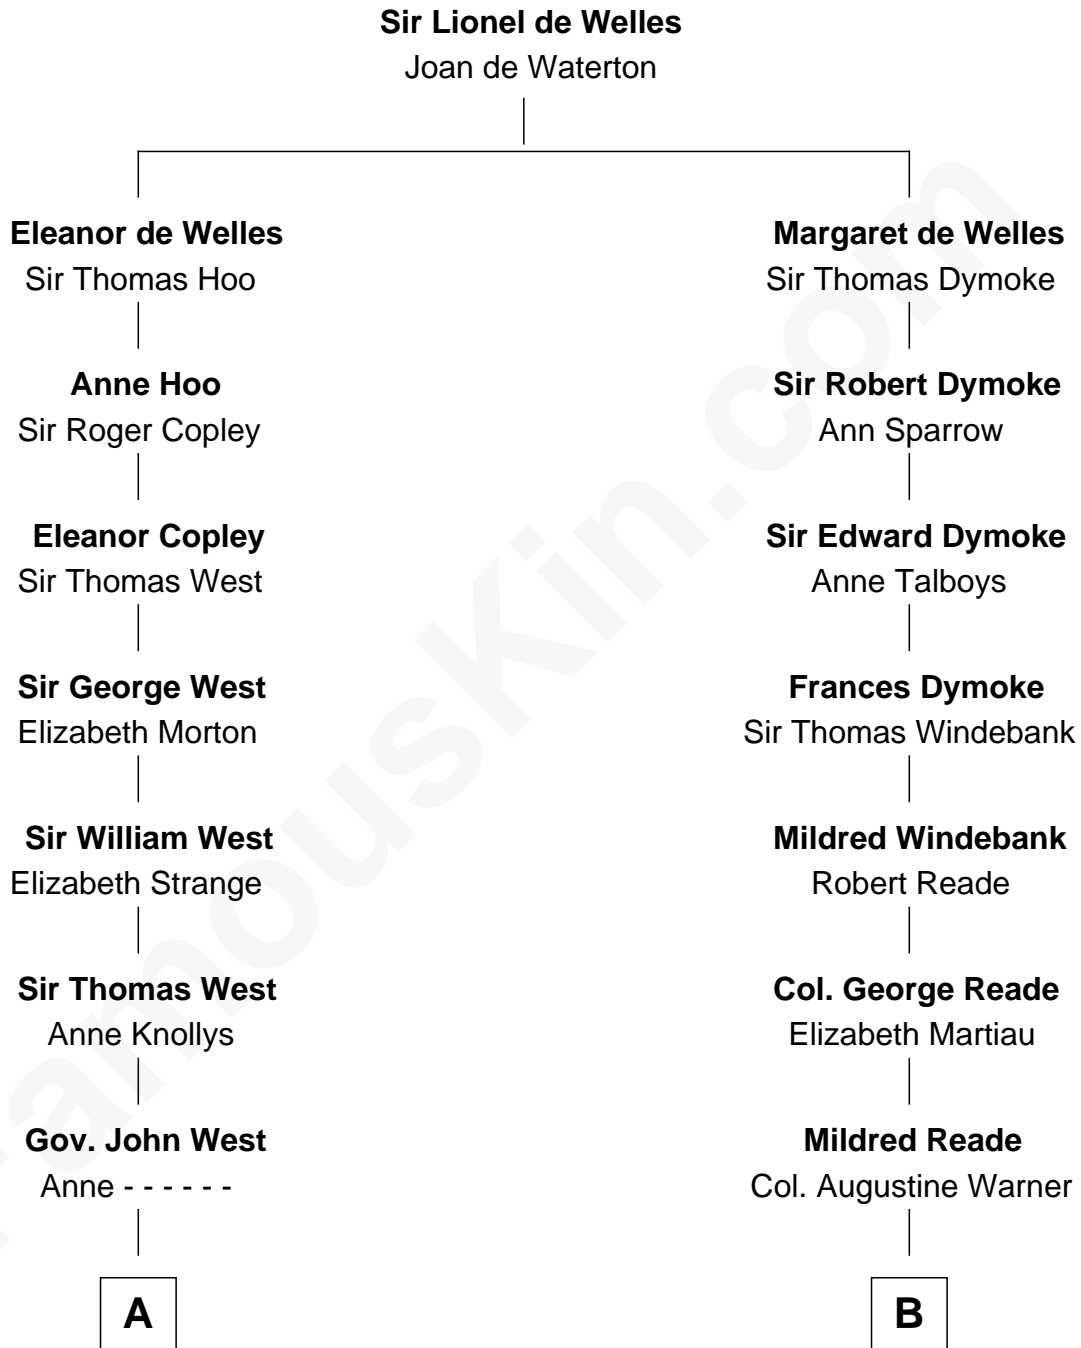 Sir Lionel de Welles
Joan de Waterton
Eleanor de Welles
Sir Thomas Hoo
Margaret de Welles
Sir Thomas Dymoke
Anne Hoo
Sir Roger Copley
Sir Robert Dymoke
Ann Sparrow
Eleanor Copley
Sir Thomas West
Sir Edward Dymoke
Anne Talboys
Sir George West
Elizabeth Morton
Frances Dymoke
Sir Thomas Windebank
Sir William West
Elizabeth Strange
Mildred Windebank
Robert Reade
Sir Thomas West
Anne Knollys
Col. George Reade
Elizabeth Martiau
Gov. John West
Anne - - - - - -
Mildred Reade
Col. Augustine Warner
A
B
FamousKin.com